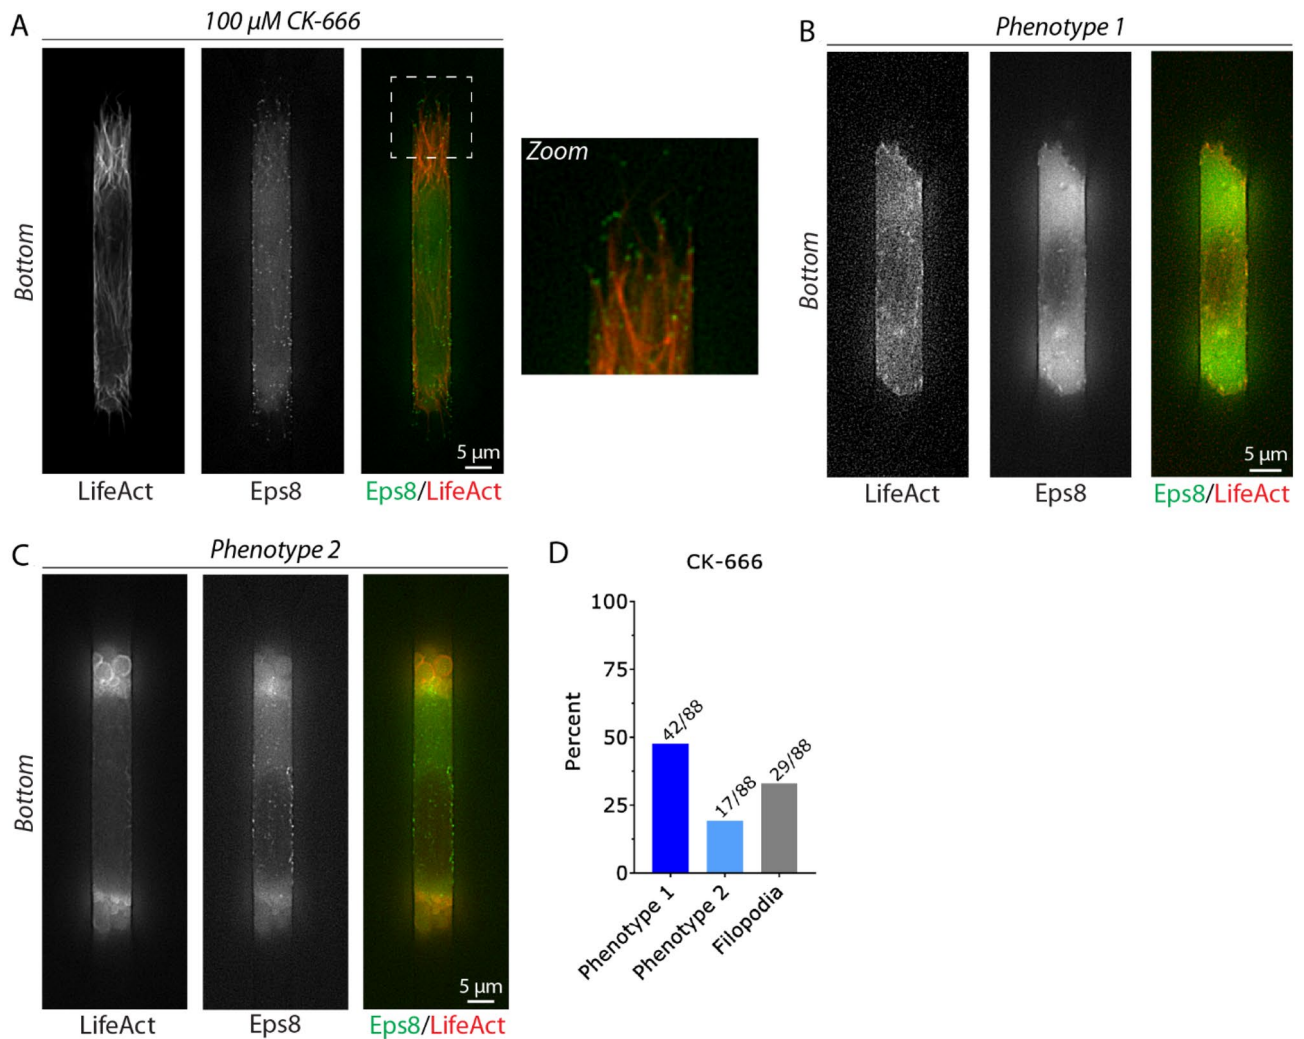 A
100 µM CK-666
Bottom
LifeAct
Eps8
5 µm
Eps8/LifeAct
Zoom
B
Phenotype 1
Bottom
LifeAct
Eps8
5 µm
Eps8/LifeAct
C
Phenotype 2
Bottom
LifeAct
Eps8
5 µm
Eps8/LifeAct
D
CK-666
Percent
100
75
50
25
0
42/88
17/88
29/88
Phenotype 1
Phenotype 2
Filopodia